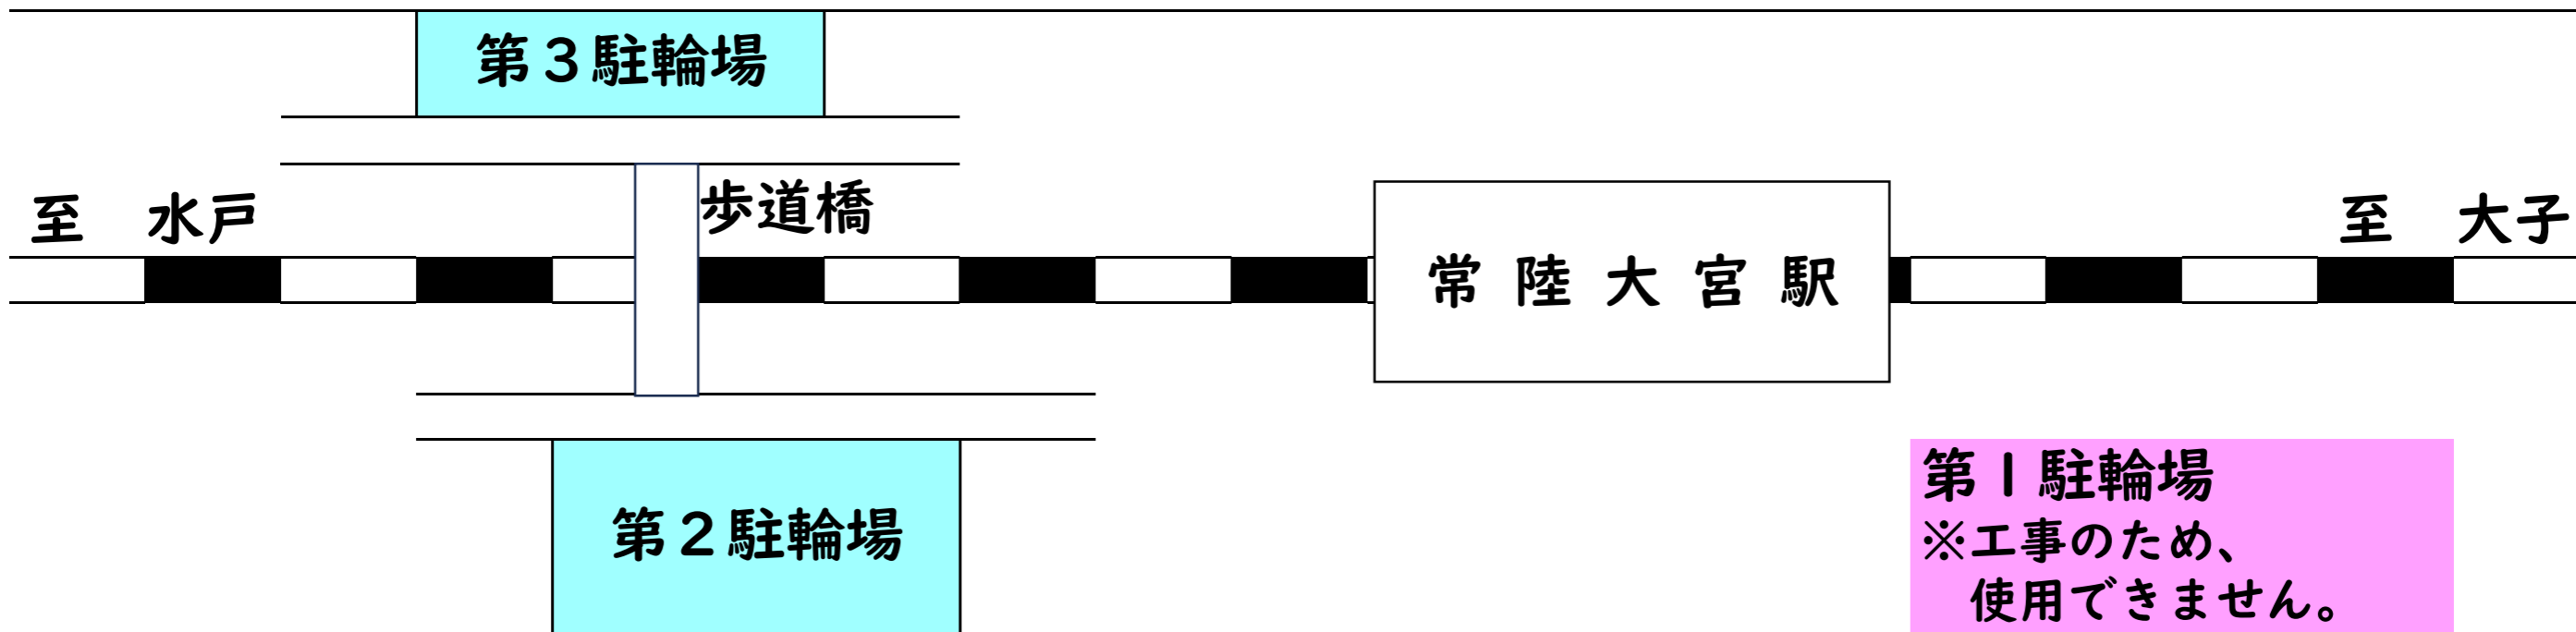 第３駐輪場
至　水戸
歩道橋
常陸大宮駅
至　大子
第２駐輪場
第１駐輪場
※工事のため、
使用できません。